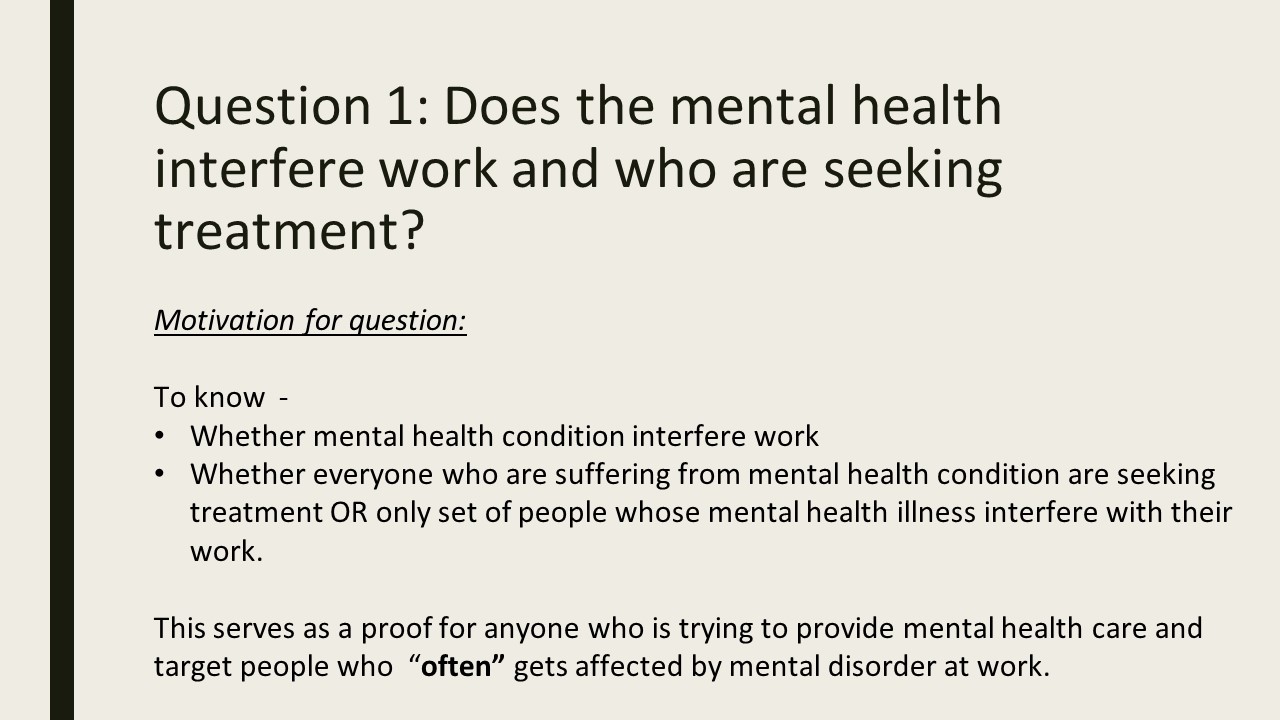 Question 1: Does the mental health
interfere work and who are seeking
treatment?
Motivation for question:
To know -
• Whether mental health condition interfere work
• Whether everyone who are suffering from mental health condition are seeking
treatment OR only set of people whose mental health illness interfere with their
work.
This serves as a proof for anyone who is trying to provide mental health care and
target people who “often” gets affected by mental disorder at work.